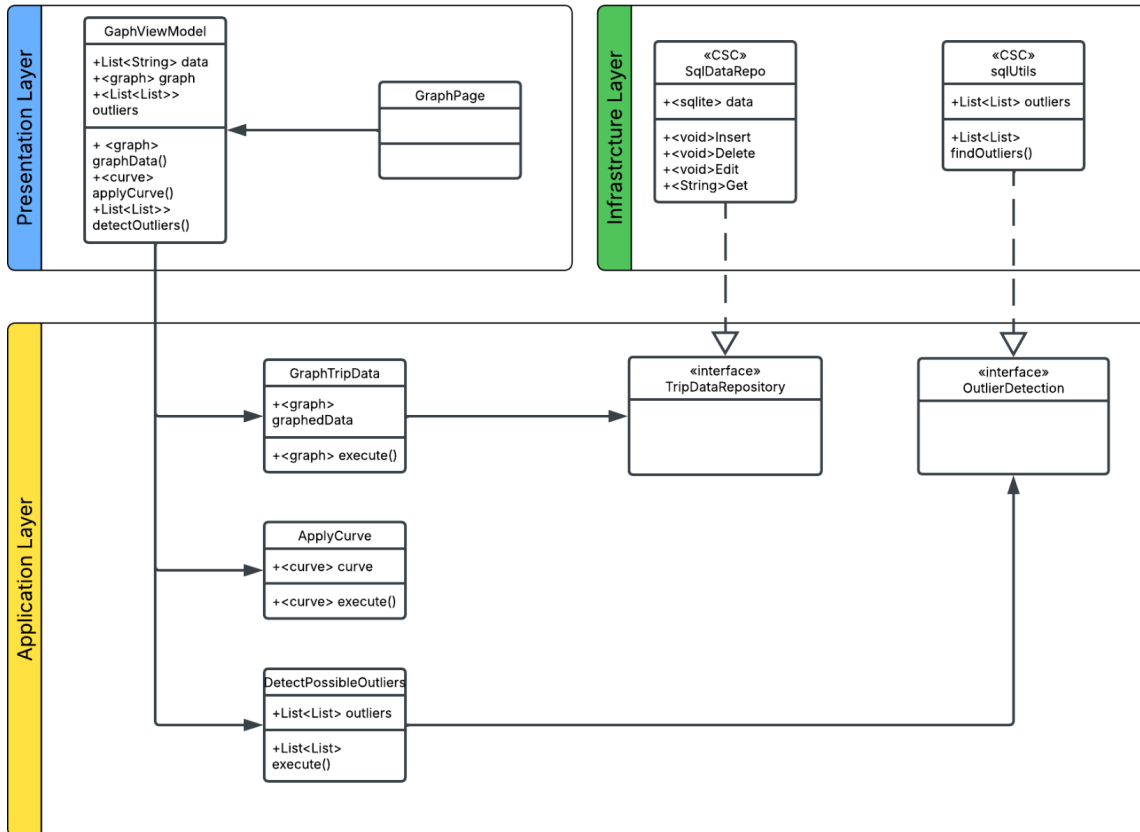 Presentation Layer
GaphViewModel
+List<String> data
+<graph> graph
+<List<List>>
outliers
+ <graph>
graphData()
+<curve>
applyCurve()
+List<List>>
detectOutliers()
GraphPage
Infrastrcture Layer
«CSC»
SqlDataRepo
+<sqlite> data
+<void>Insert
+<void>Delete
+<void>Edit
+<String>Get
«CSC»
sqlUtils
+List<List> outliers
+List<List>
findOutliers()
Application Layer
GraphTripData
+<graph>
graphedData
+<graph> execute()
«interface»
TripDataRepository
«interface»
OutlierDetection
ApplyCurve
+<curve> curve
+<curve> execute()
DetectPossibleOutliers
+List<List> outliers
+List<List>
execute()